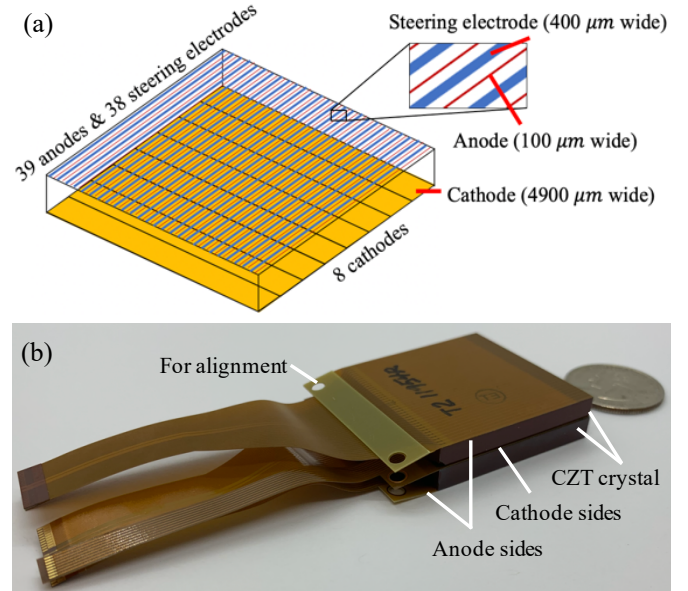 (a)
Steering electrode (400 µm wide)
39 anodes & 38 steering electrodes
Anode (100 µm wide)
Cathode (4900 µm wide)
8 cathodes
(b)
For alignment
CZT crystal
Cathode sides
Anode sides